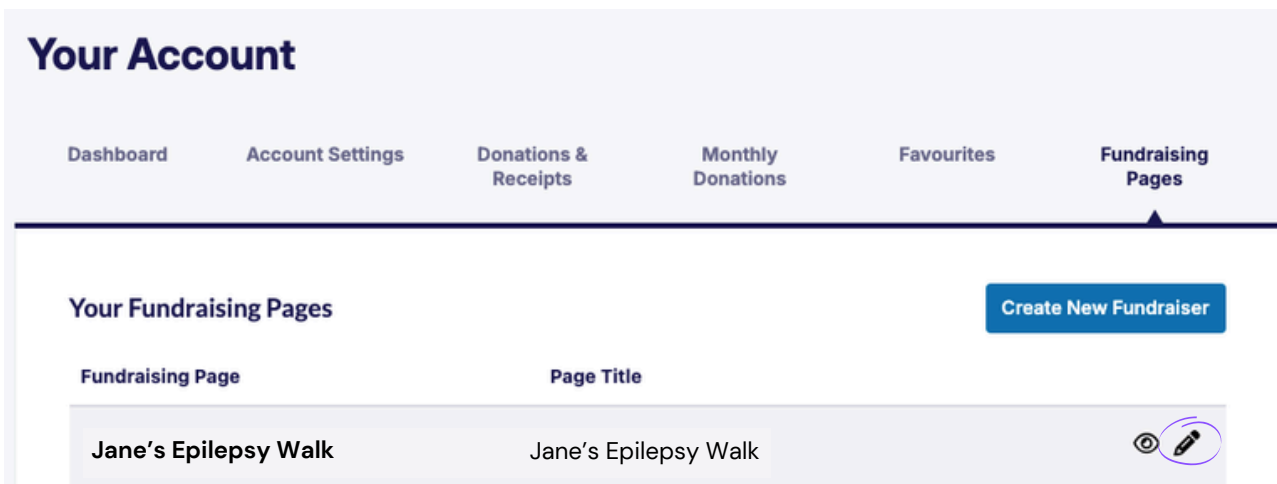 Your Account
Dashboard Account Settings Donations & Monthly Favourites Fundraising
Receipts Donations Pages
Your Fundraising Pages Create New Fundraiser
Fundraising Page Page Title
Jane’s Epilepsy Walk Jane’s Epilepsy Walk